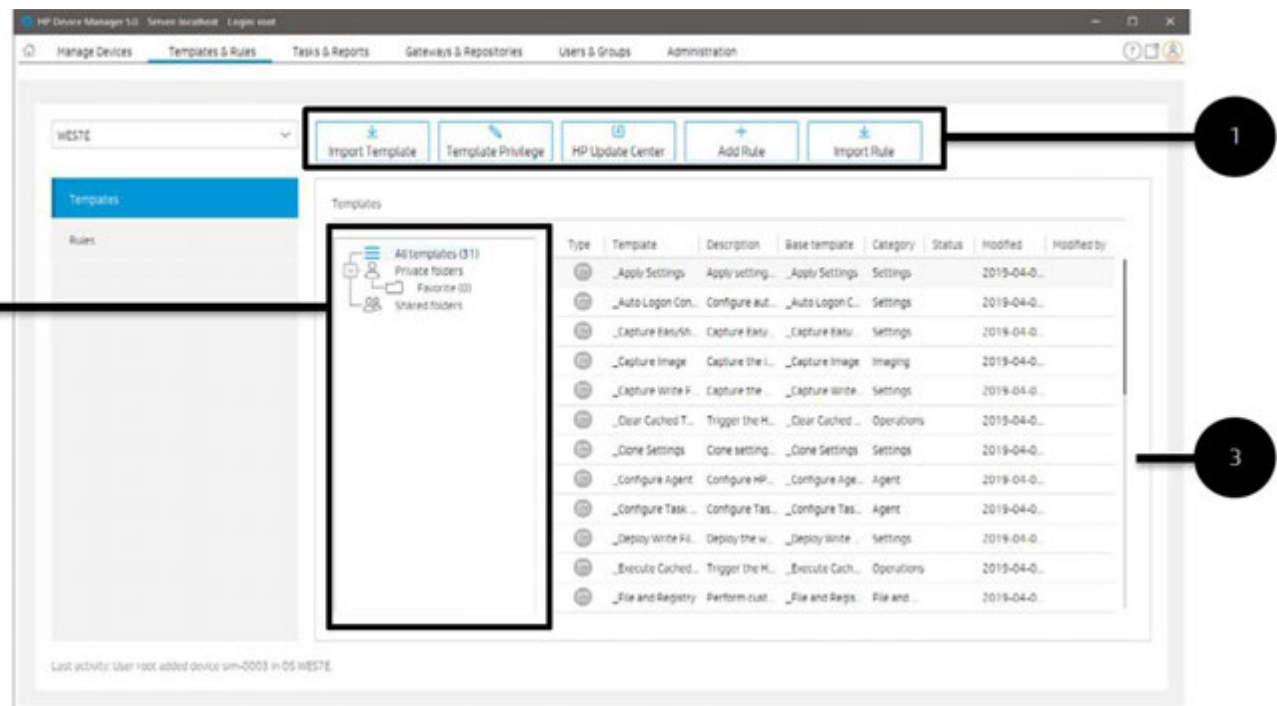 HP Device Manager 5.0 Server localhost Login: root
Manage Devices Templates & Rules Tasks & Reports Gateways & Repositories Users & Groups Administration
WESTE
Import Template Template Privilege HP Update Center Add Rule Import Rule
1
Templates
Rules
Templates
All templates (31)
Private folders
Favorite (0)
Shared folders
Type Template Description Base template Category Status Modified Modified by
_Apply Settings Apply setting... _Apply Settings Settings 2019-04-0...
_Auto Logon Con... Configure aut... _Auto Logon C... Settings 2019-04-0...
_Capture EasySh... Capture Easy... _Capture Easy... Settings 2019-04-0...
_Capture Image Capture the i... _Capture Image Imaging 2019-04-0...
_Capture Write F... Capture the ... _Capture Write... Settings 2019-04-0...
_Clear Cached T... Trigger the H... _Clear Cached ... Operations 2019-04-0...
_Clone Settings Clone setting... _Clone Settings Settings 2019-04-0...
3
_Configure Agent Configure HP... _Configure Age... Agent 2019-04-0...
_Configure Task ... Configure Tas... _Configure Tas... Agent 2019-04-0...
_Deploy Write Fil... Deploy the w... _Deploy Write ... Settings 2019-04-0...
_Execute Cached... Trigger the H... _Execute Cach... Operations 2019-04-0...
_File and Registry Perform cust... _File and Regis... File and ... 2019-04-0...
Last activity: User root added device sim-0003 in OS WESTE.